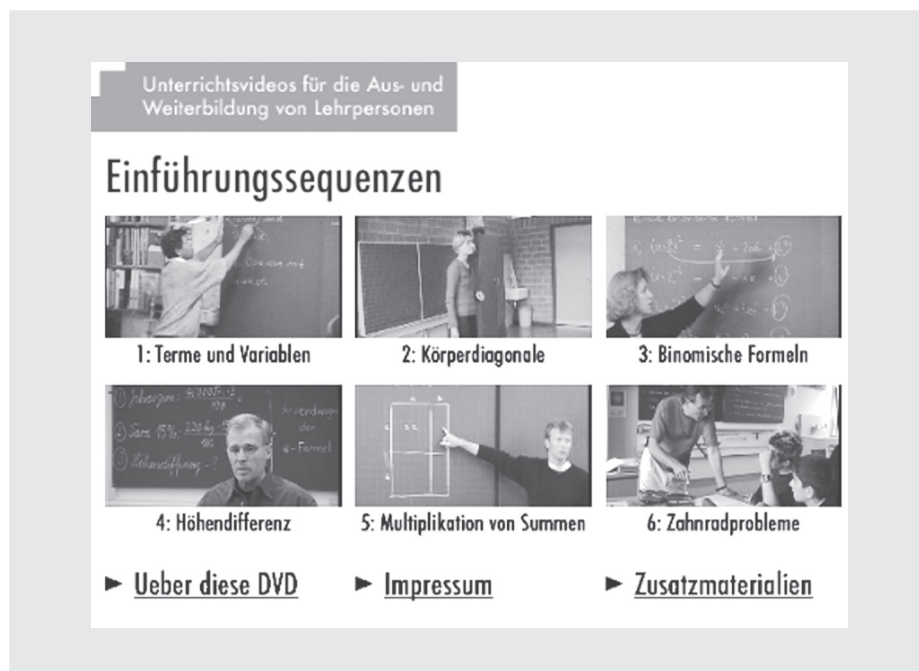 Unterrichtsvideos für die Aus- und
Weiterbildung von Lehrpersonen
Einführungssequenzen
1: Terme und Variablen
2: Körperdiagonale
3: Binomische Formeln
4: Höhendifferenz
5: Multiplikation von Summen
6: Zahnradprobleme
Ueber diese DVD
Impressum
Zusatzmaterialien